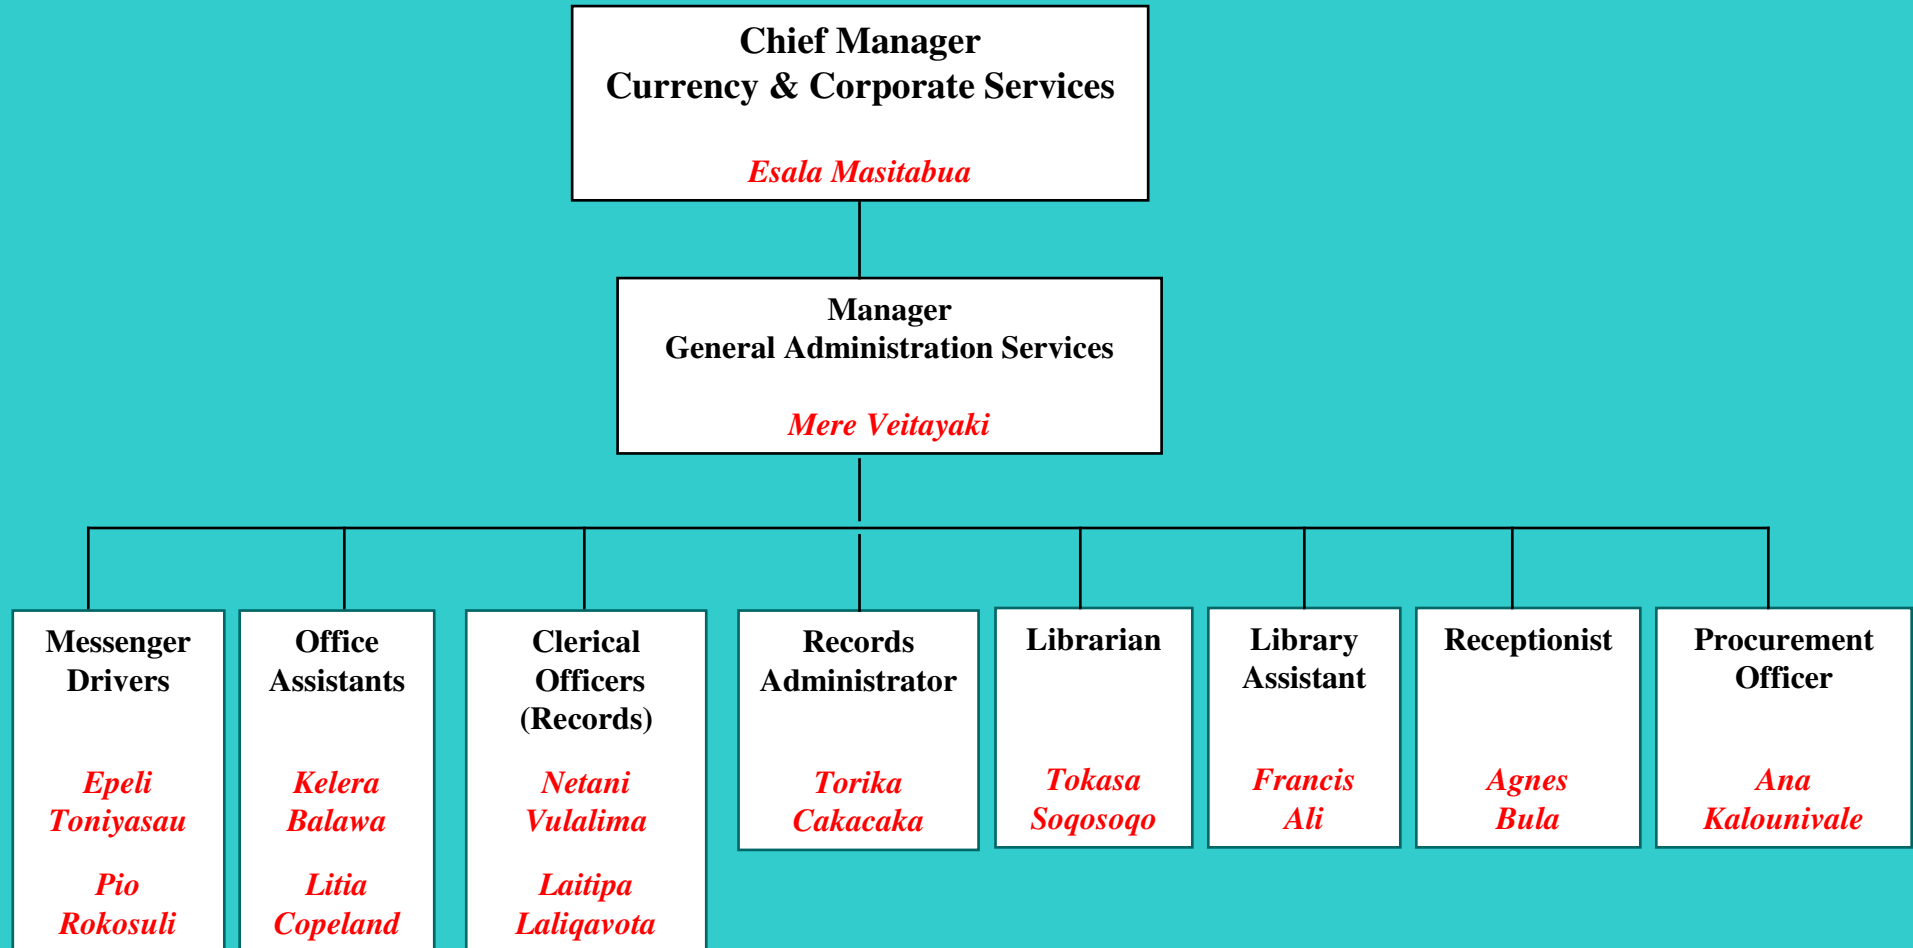 Chief Manager
Currency & Corporate Services
Esala Masitabua
Manager
General Administration Services
Mere Veitayaki
Messenger
Drivers
Epeli
Toniyasau
Pio
Rokosuli
Office
Assistants
Kelera
Balawa
Litia
Copeland
Clerical
Officers
(Records)
Netani
Vulalima
Laitipa
Laliqavota
Records
Administrator
Torika
Cakacaka
Librarian
Tokasa
Soqosoqo
Library
Assistant
Francis
Ali
Receptionist
Agnes
Bula
Procurement
Officer
Ana
Kalounivale